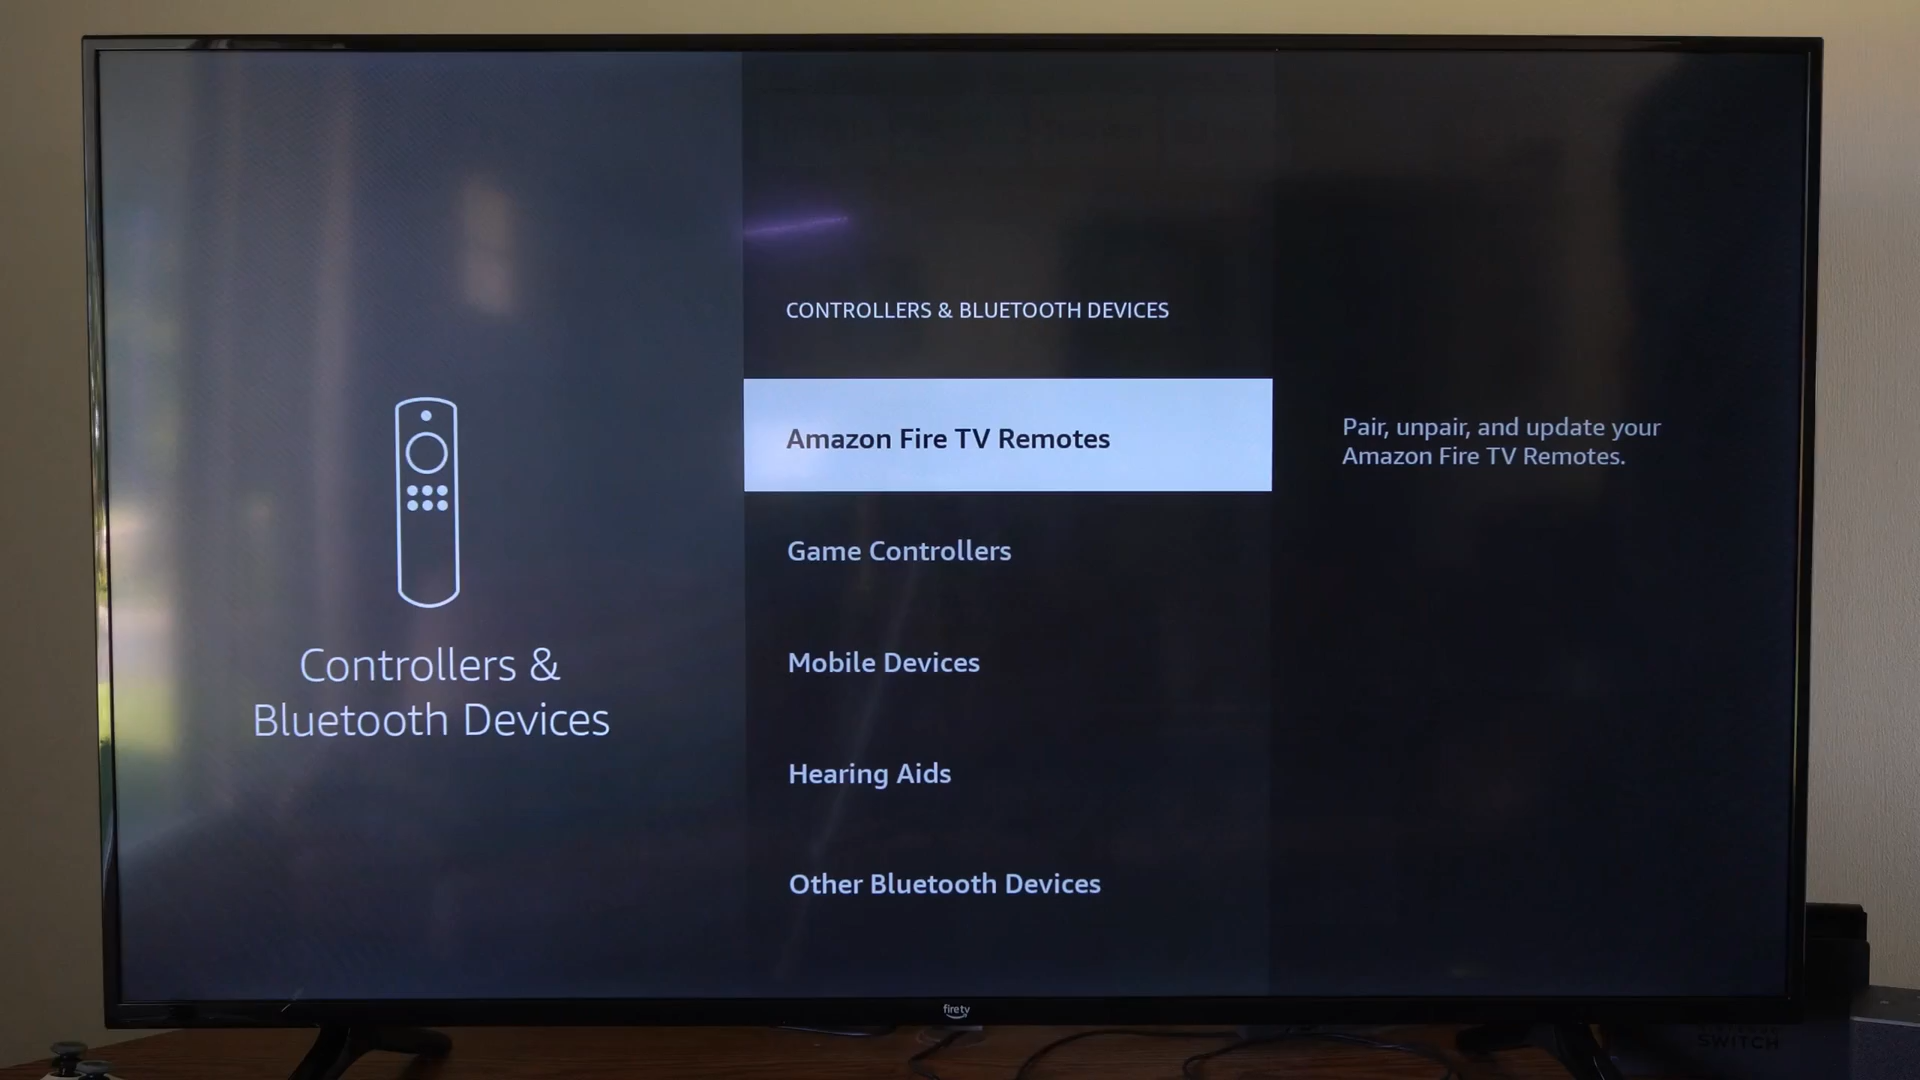 CONTROLLERS & BLUETOOTH DEVICES
Amazon Fire TV Remotes
Pair, unpair, and update your
Amazon Fire TV Remotes.
Game Controllers
Mobile Devices
Hearing Aids
Other Bluetooth Devices
Controllers &
Bluetooth Devices
firetv
SWITCH